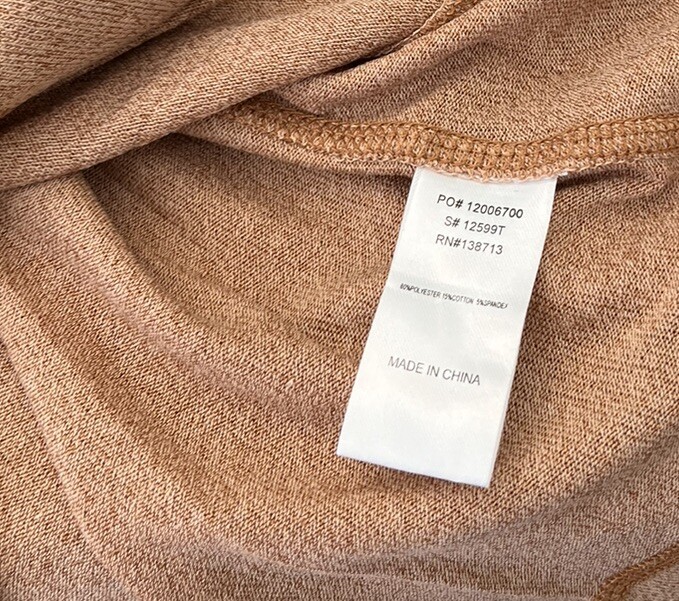 PO# 12006700
S# 12599T
RN#138713
80%POLYESTER 15%COTTON 5%SPANDEX
MADE IN CHINA